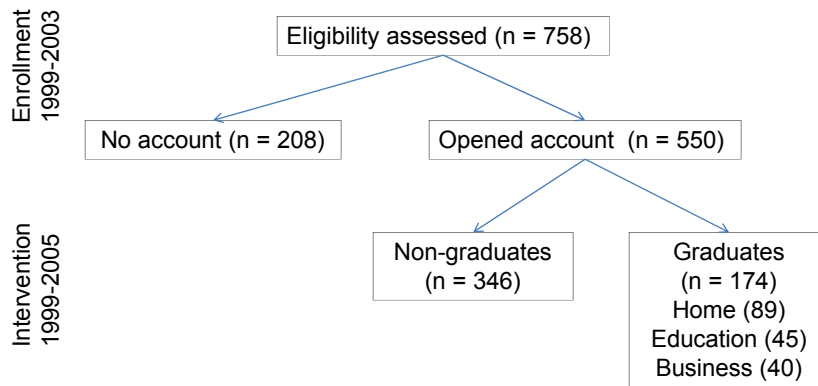 Enrollment
1999-2003
Eligibility assessed (n = 758)
No account (n = 208)
Opened account (n = 550)
Intervention
1999-2005
Non-graduates
(n = 346)
Graduates
(n = 174)
Home (89)
Education (45)
Business (40)